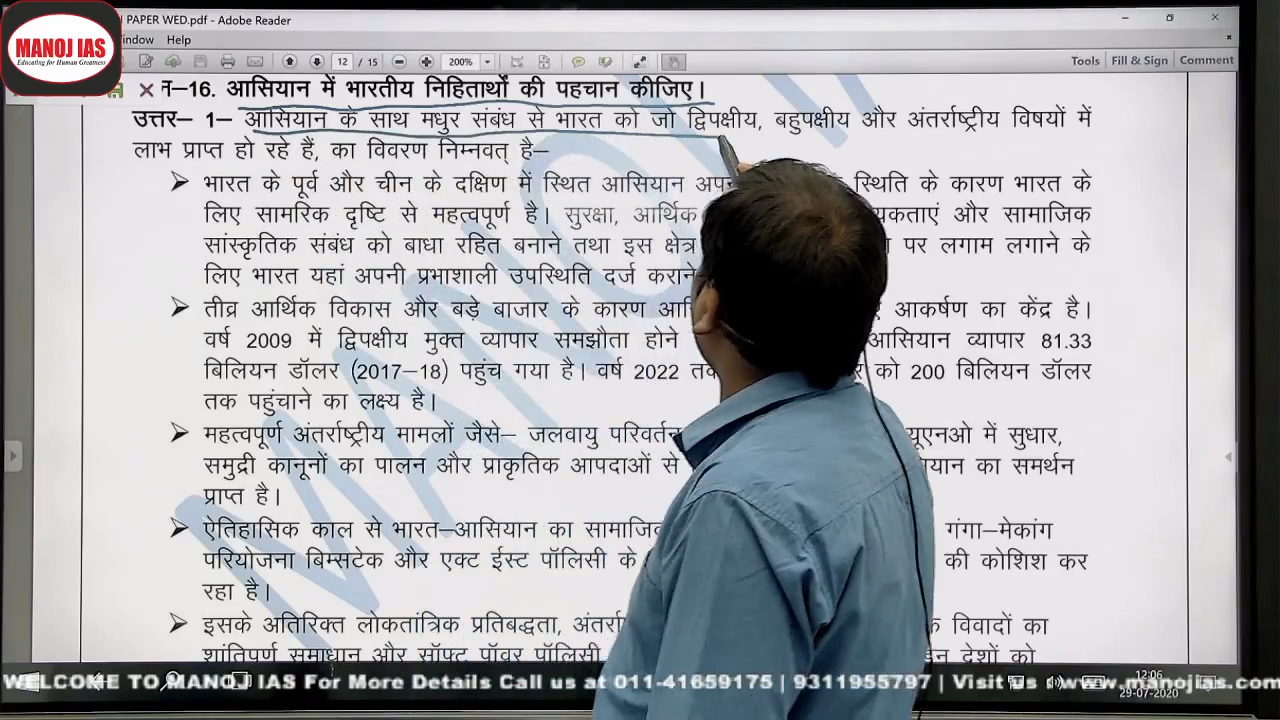 MANOJ IAS
Educating for Human Greatness
PAPER WED.pdf - Adobe Reader
Window Help
12 / 15 200% Tools Fill & Sign Comment
न–16. आसियान में भारतीय निहितार्थों की पहचान कीजिए।
उत्तर– 1– आसियान के साथ मधुर संबंध से भारत को जो द्विपक्षीय, बहुपक्षीय और अंतर्राष्ट्रीय विषयों में
लाभ प्राप्त हो रहे हैं, का विवरण निम्नवत् है–
➢ भारत के पूर्व और चीन के दक्षिण में स्थित आसियान स्थिति के कारण भारत के
लिए सामरिक दृष्टि से महत्वपूर्ण है। सुरक्षा, आर्थिक और सामाजिक
सांस्कृतिक संबंध को बाधा रहित बनाने तथा इस क्षेत्र पर लगाम लगाने के
लिए भारत यहां अपनी प्रभाशाली उपस्थिति दर्ज कराने
➢ तीव्र आर्थिक विकास और बड़े बाजार के कारण आकर्षण का केंद्र है।
वर्ष 2009 में द्विपक्षीय मुक्त व्यापार समझौता होने आसियान व्यापार 81.33
बिलियन डॉलर (2017–18) पहुंच गया है। वर्ष 2022 को 200 बिलियन डॉलर
तक पहुंचाने का लक्ष्य है।
➢ महत्वपूर्ण अंतर्राष्ट्रीय मामलों जैसे– जलवायु परिवर्तन यूएनओ में सुधार,
समुद्री कानूनों का पालन और प्राकृतिक आपदाओं से का समर्थन
प्राप्त है।
➢ ऐतिहासिक काल से भारत–आसियान का गंगा–मेकांग
परियोजना बिम्सटेक और एक्ट ईस्ट पॉलिसी के की कोशिश कर
रहा है।
➢ इसके अतिरिक्त लोकतांत्रिक प्रतिबद्धता, विवादों का
शांतिपूर्ण समाधान और सॉफ्ट पॉवर पॉलिसी देशों को
WELCOME TO MANOJ IAS For More Details Call us at 011-41659175 | 9311955797 | Visit us :-www.manojias.com
12:06
29-07-2020
MANOJ